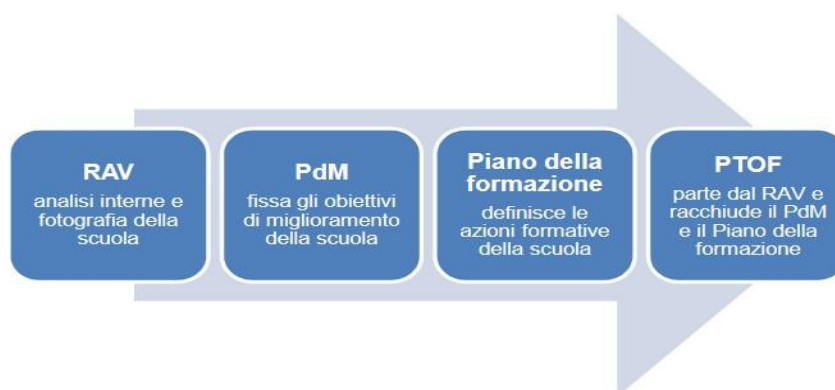 RAV
analisi interne e
fotografia della
scuola
PdM
fissa gli obiettivi
di miglioramento
della scuola
Piano della
formazione
definisce le
azioni formative
della scuola
PTOF
parte dal RAV e
racchiude il PdM
e il Piano della
formazione